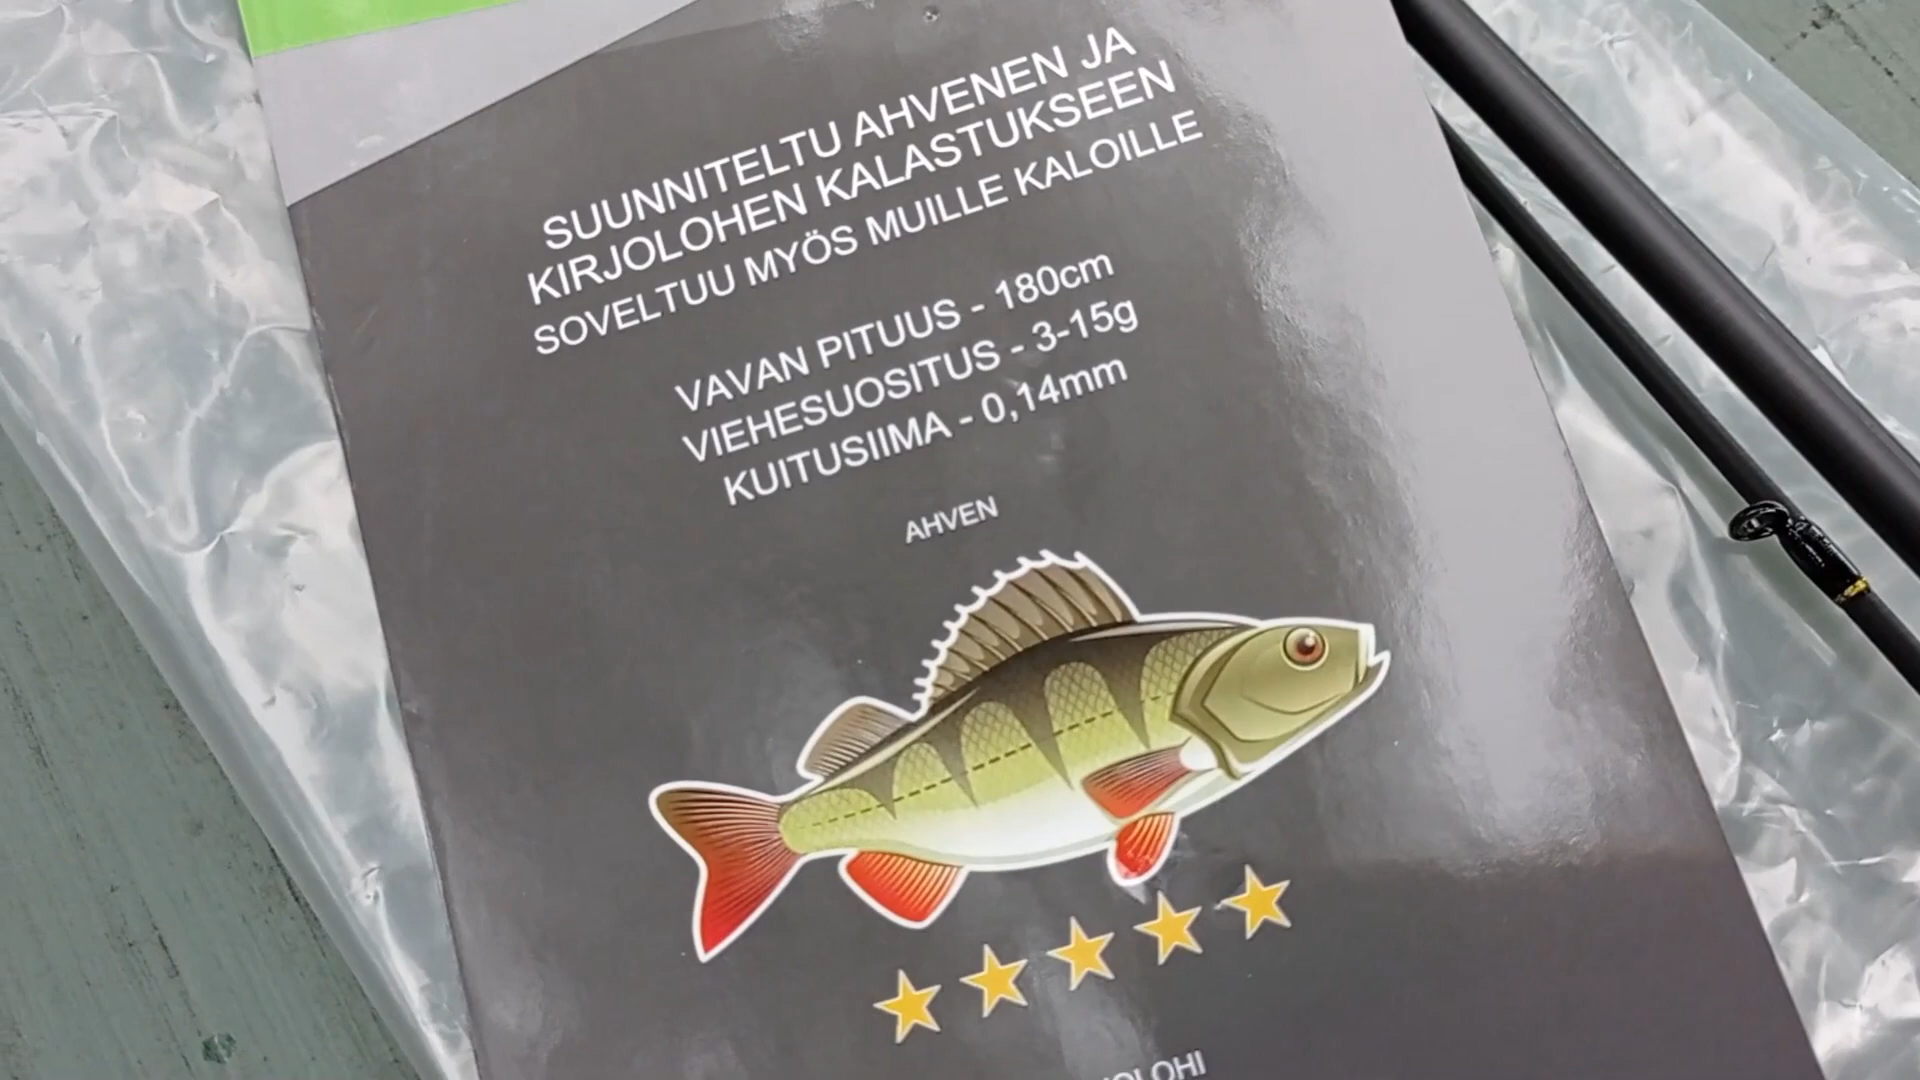 SUUNNITELTU AHVENEN JA
KIRJOLOHEN KALASTUKSEEN
SOVELTUU MYÖS MUILLE KALOILLE
VAVAN PITUUS - 180cm
VIEHESUOSITUS - 3-15g
KUITUSIIMA - 0,14mm
AHVEN